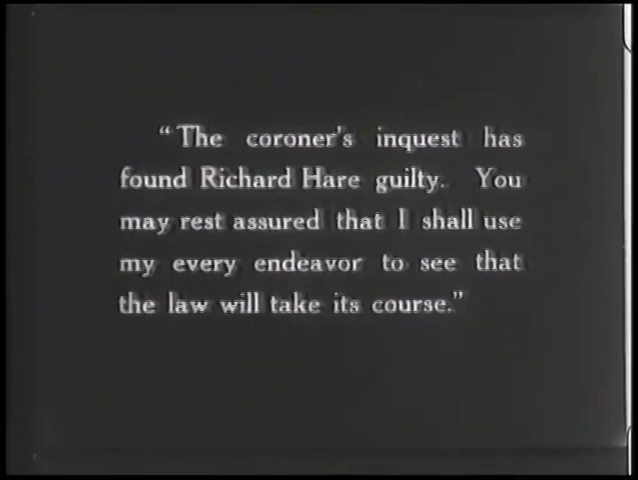 "The coroner's inquest has
found Richard Hare guilty. You
may rest assured that I shall use
my every endeavor to see that
the law will take its course."